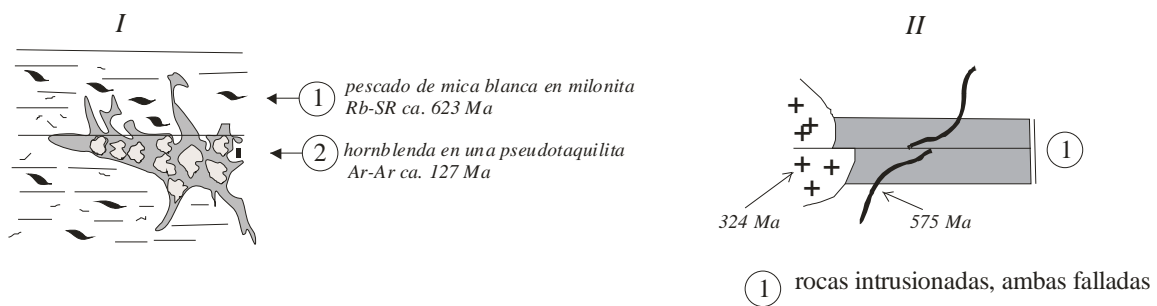 I
1 pescado de mica blanca en milonita
Rb-SR ca. 623 Ma
2 hornblenda en una pseudotaquilita
Ar-Ar ca. 127 Ma
II
1
324 Ma
575 Ma
1 rocas intrusionadas, ambas falladas